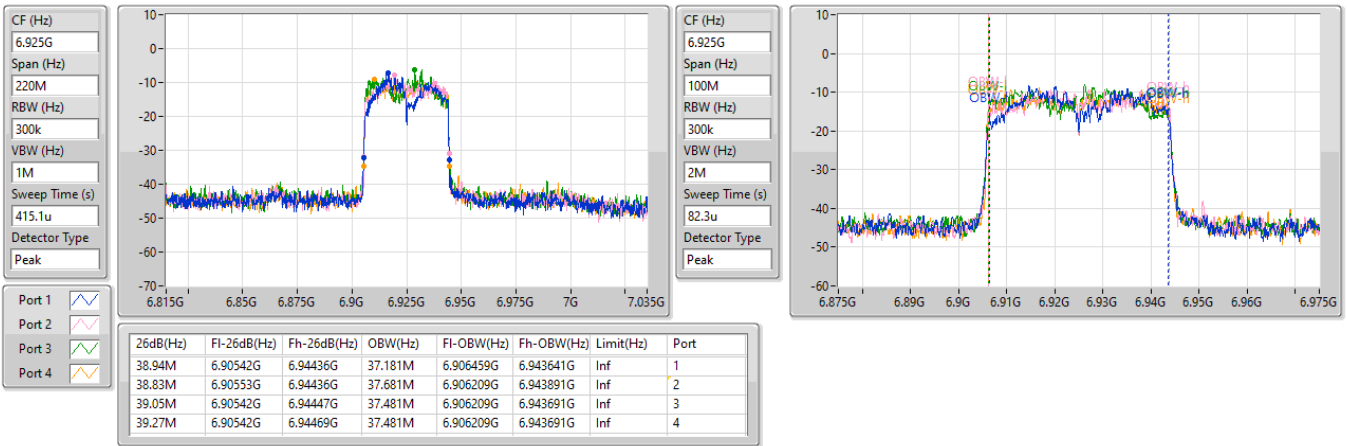 CF (Hz)
6.925G
Span (Hz)
220M
RBW (Hz)
300k
VBW (Hz)
1M
Sweep Time (s)
415.1u
Detector Type
Peak
10
0
-10
-20
-30
-40
-50
-60
-70
6.815G 6.85G 6.875G 6.9G 6.925G 6.95G 6.975G 7G 7.035G
CF (Hz)
6.925G
Span (Hz)
100M
RBW (Hz)
300k
VBW (Hz)
2M
Sweep Time (s)
82.3u
Detector Type
Peak
10
0
-10
-20
-30
-40
-50
-60
OBW-h
6.875G 6.89G 6.9G 6.91G 6.92G 6.93G 6.94G 6.95G 6.96G 6.975G
Port 1
Port 2
Port 3
Port 4
26dB(Hz) Fl-26dB(Hz) Fh-26dB(Hz) OBW(Hz) Fl-OBW(Hz) Fh-OBW(Hz) Limit(Hz) Port
38.94M 6.90542G 6.94436G 37.181M 6.906459G 6.943641G Inf 1
38.83M 6.90553G 6.94436G 37.681M 6.906209G 6.943891G Inf 2
39.05M 6.90542G 6.94447G 37.481M 6.906209G 6.943691G Inf 3
39.27M 6.90542G 6.94469G 37.481M 6.906209G 6.943691G Inf 4